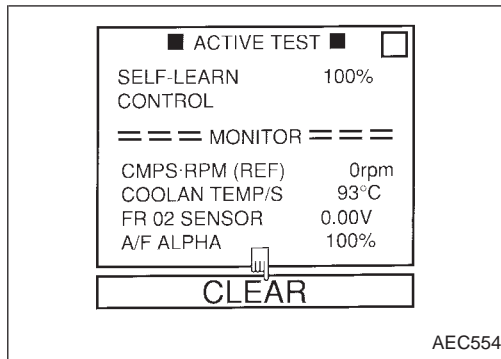 ■ ACTIVE TEST ■
SELF-LEARN 100%
CONTROL
=== MONITOR ===
CMPS·RPM (REF) 0rpm
COOLAN TEMP/S 93°C
FR 02 SENSOR 0.00V
A/F ALPHA 100%
CLEAR
AEC554